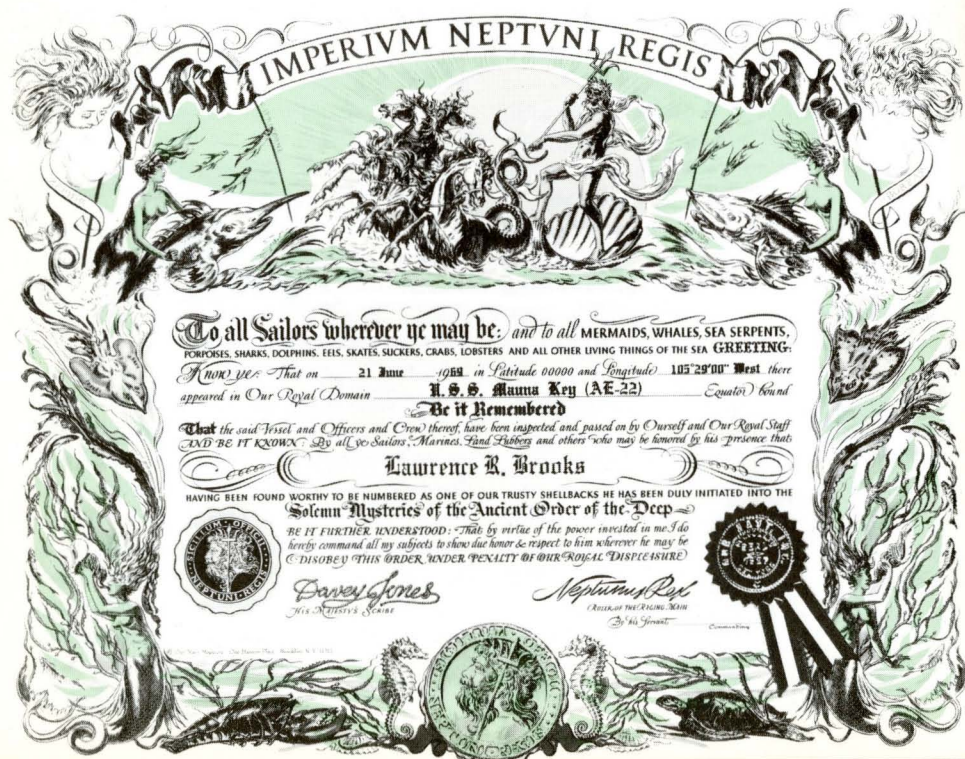 IMPERIVM NEPTVNI REGIS
To all Sailors wherever ye may be: and to all MERMAIDS, WHALES, SEA SERPENTS,
PORPOISES, SHARKS, DOLPHINS, EELS, SKATES, SUCKERS, CRABS, LOBSTERS AND ALL OTHER LIVING THINGS OF THE SEA GREETING:
Know ye: That on 21 June 1969 in Latitude 00000 and Longitude 105°29'00" West there
appeared in Our Royal Domain U.S.S. Mauna Key (AE-22) Equator bound
Be it Remembered
That the said Vessel and Officers and Crew thereof, have been inspected and passed on by Ourself and Our Royal Staff
AND BE IT KNOWN: By all ye Sailors, Marines, Land Lubbers and others who may be honored by his presence that:
Lawrence R. Brooks
HAVING BEEN FOUND WORTHY TO BE NUMBERED AS ONE OF OUR TRUSTY SHELLBACKS HE HAS BEEN DULY INITIATED INTO THE
Solemn Mysteries of the Ancient Order of the Deep
BE IT FURTHER UNDERSTOOD: That by virtue of the power invested in me I do
hereby command all my subjects to show due honor & respect to him wherever he may be
DISOBEY THIS ORDER UNDER PENALTY OF OUR ROYAL DISPLEASURE
SIGILLUM · OFFICII
NEPTUNI · REGIS
Davey Jones
HIS MAJESTY'S SCRIBE
Neptunus Rex
RULER OF THE RAGING MAIN
By his Servant
Commanding